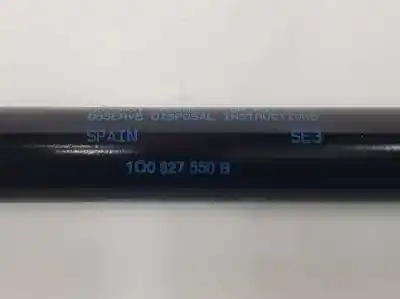 OBSERVE DISPOSAL INSTRUCTIONS
SPAIN SE3
1Q0 827 550 B